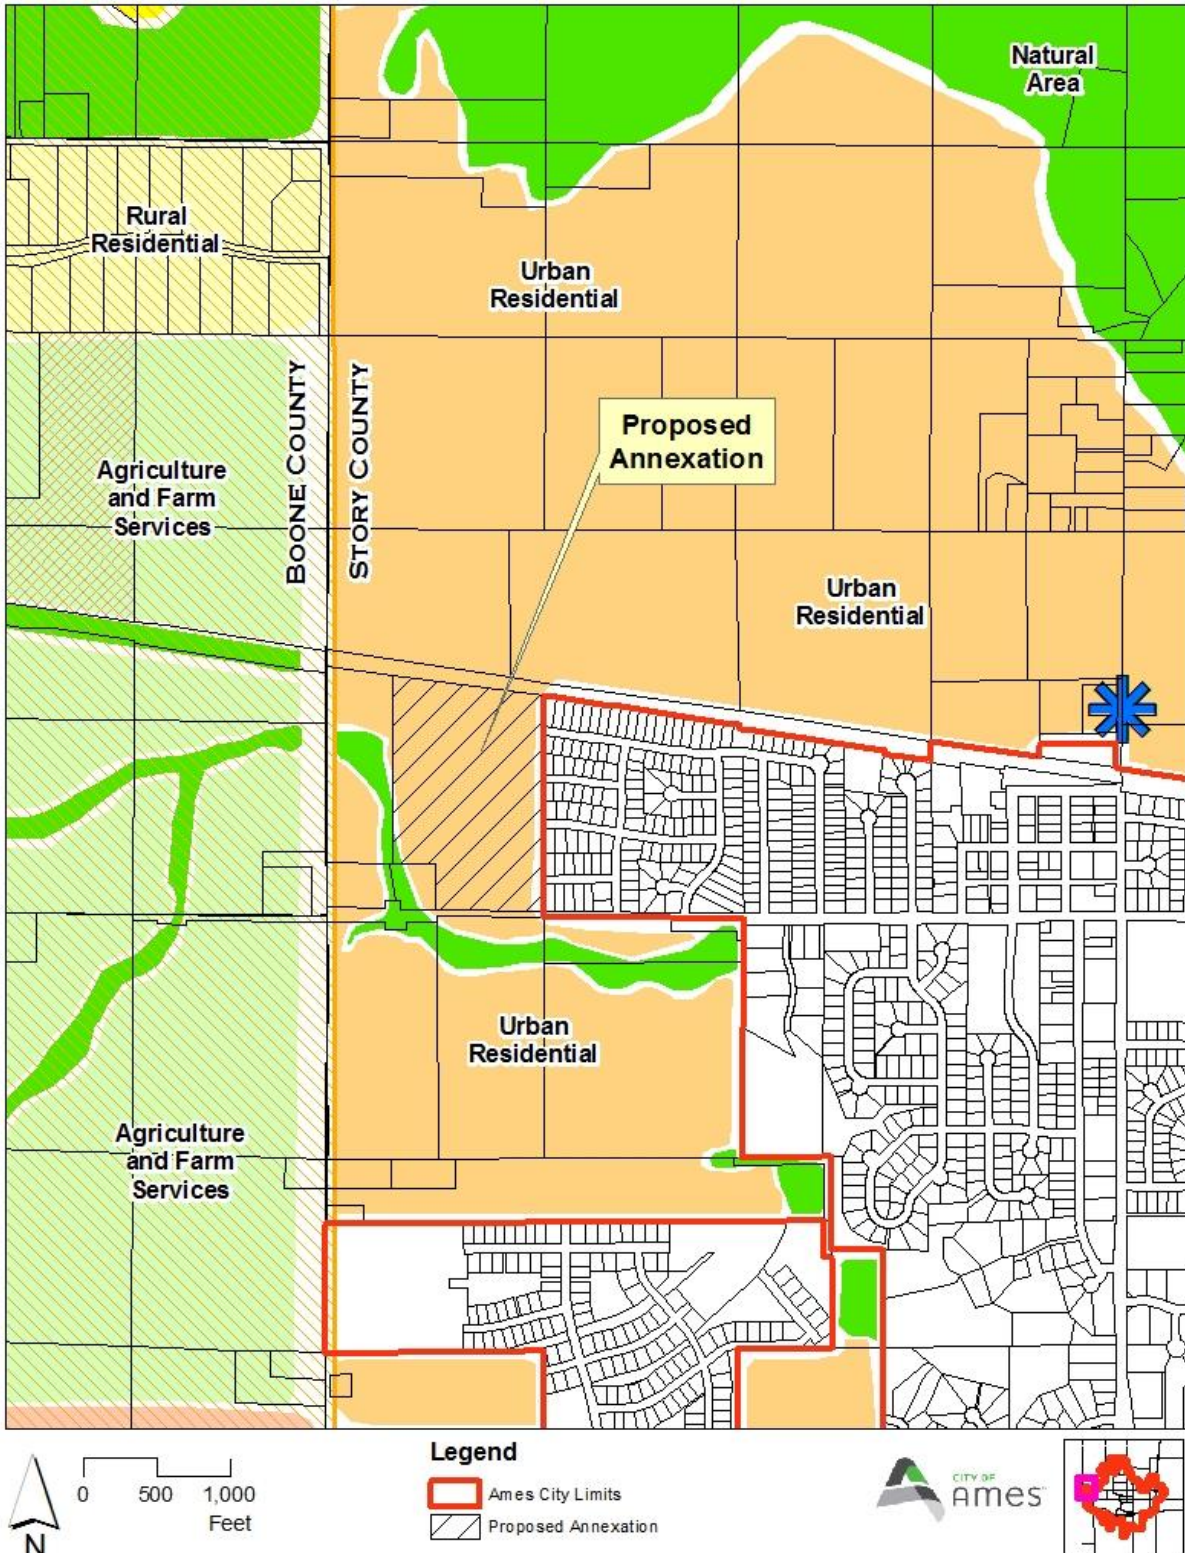 Natural
Area
Rural
Residential
Urban
Residential
BOONE COUNTY
STORY COUNTY
Proposed
Annexation
Agriculture
and Farm
Services
Urban
Residential
Urban
Residential
Agriculture
and Farm
Services
Legend
Ames City Limits
Proposed Annexation
0 500 1,000
Feet
N
CITY OF
Ames